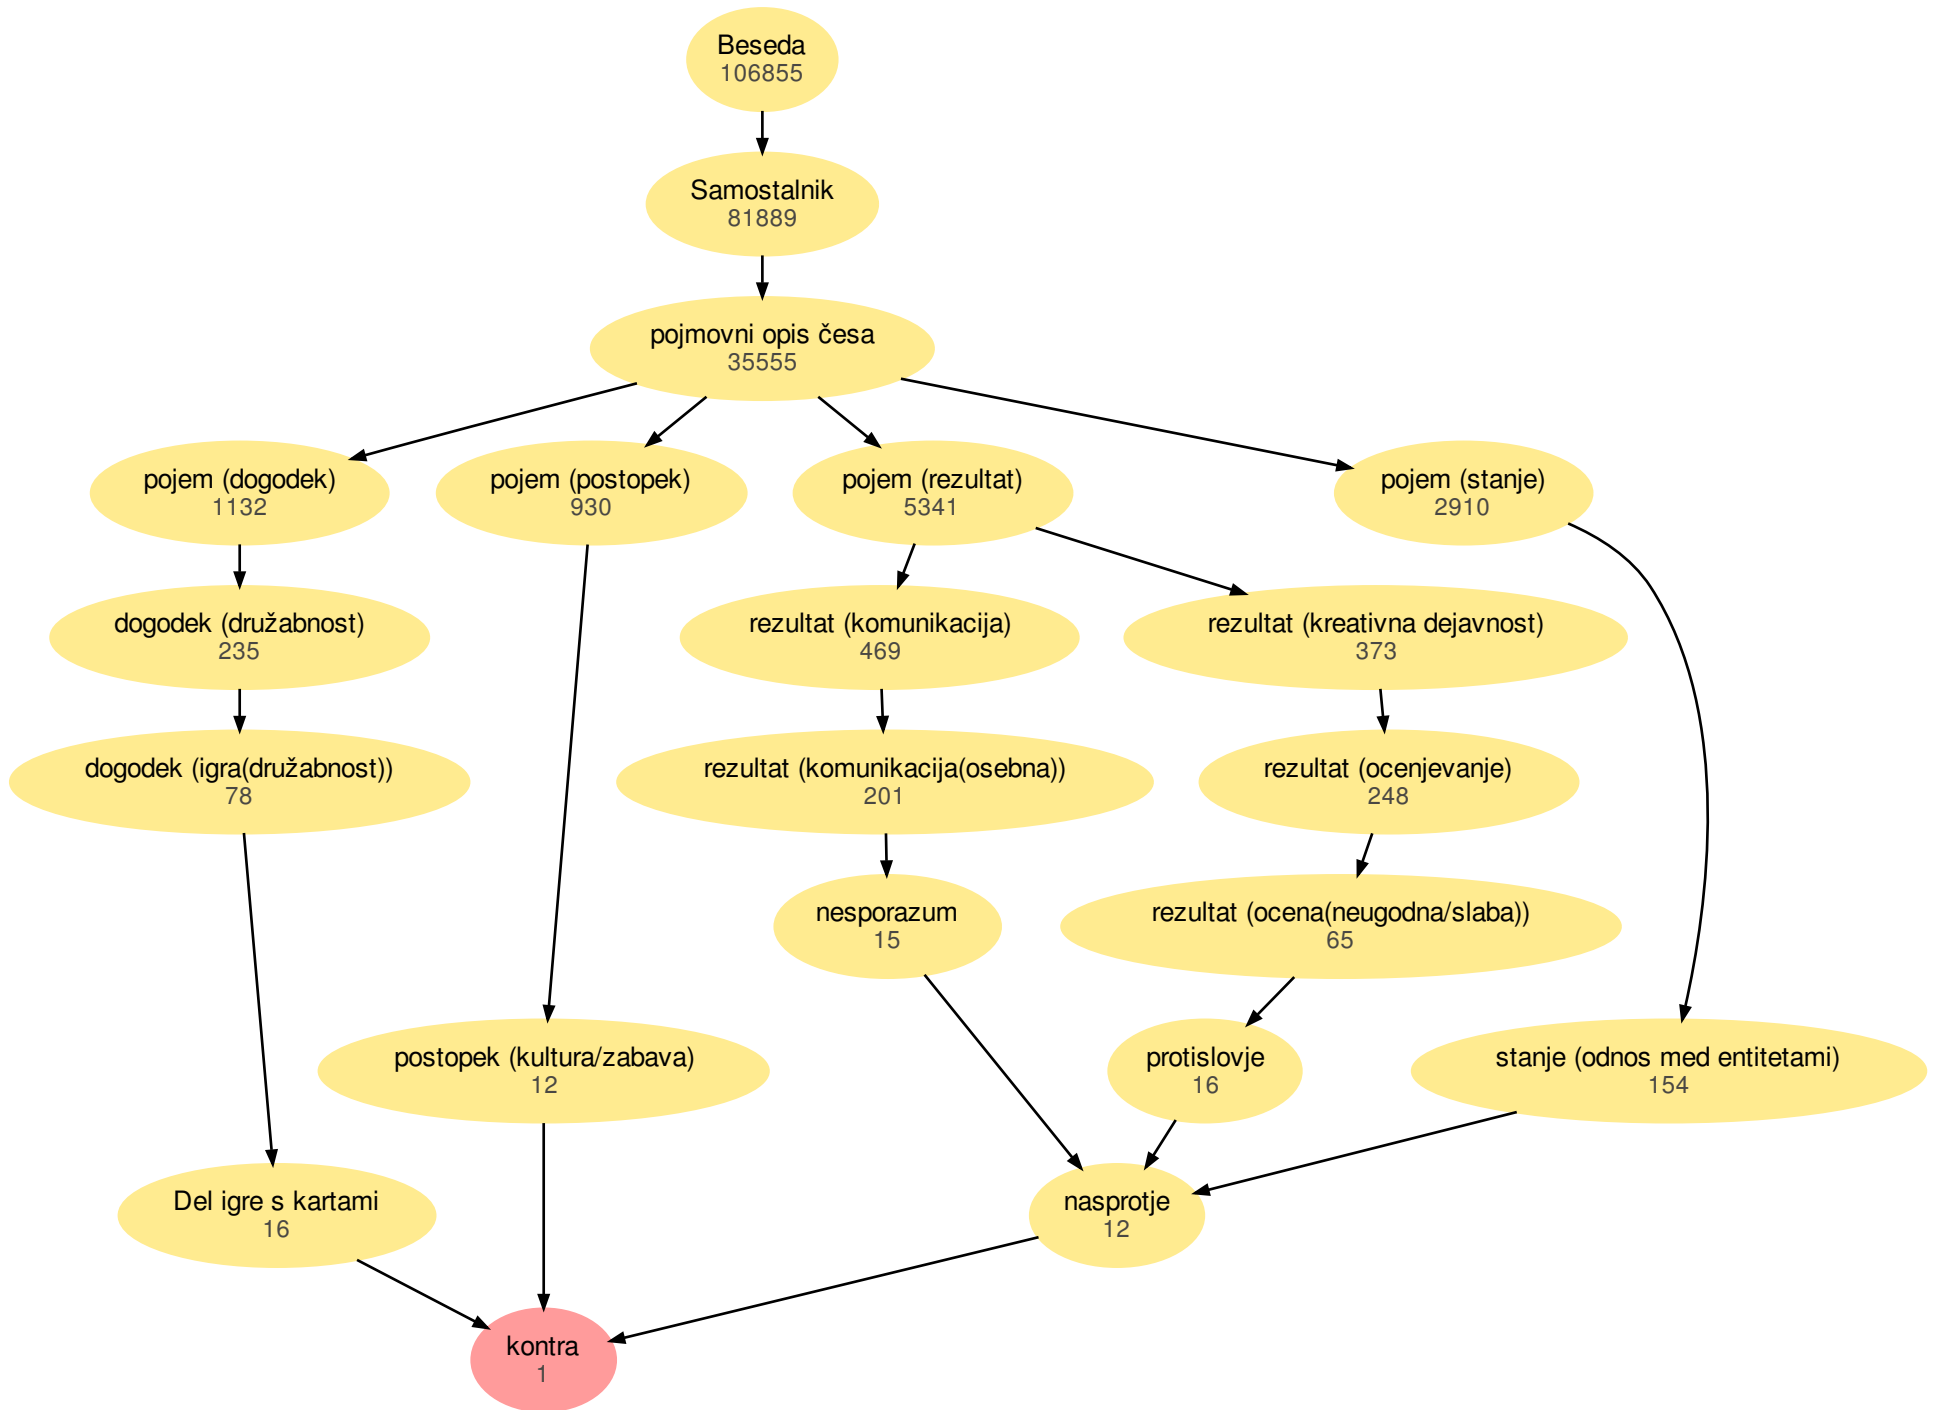 Beseda
106855
Samostalnik
81889
pojmovni opis česa
35555
pojem (dogodek)
1132
pojem (postopek)
930
pojem (rezultat)
5341
pojem (stanje)
2910
dogodek (družabnost)
235
rezultat (komunikacija)
469
rezultat (kreativna dejavnost)
373
dogodek (igra(družabnost))
78
rezultat (komunikacija(osebna))
201
rezultat (ocenjevanje)
248
nesporazum
15
rezultat (ocena(neugodna/slaba))
65
postopek (kultura/zabava)
12
protislovje
16
stanje (odnos med entitetami)
154
Del igre s kartami
16
nasprotje
12
kontra
1